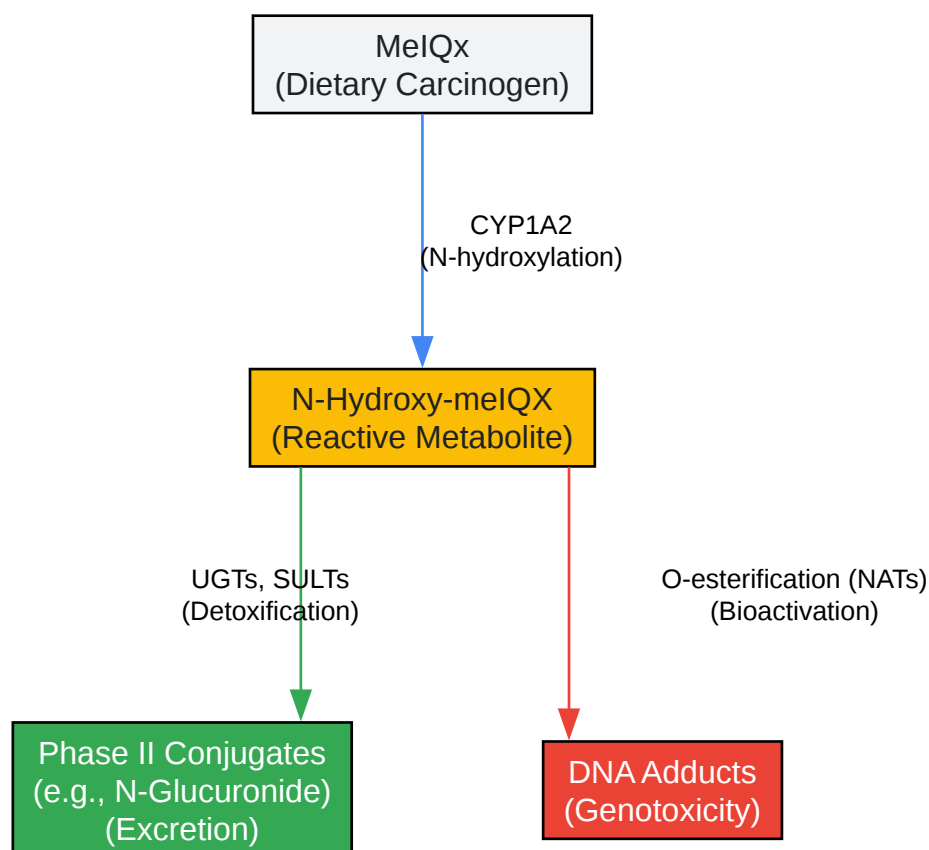 MeIQx
(Dietary Carcinogen)
CYP1A2
(N-hydroxylation)
N-Hydroxy-meIQX
(Reactive Metabolite)
UGTs, SULTs
(Detoxification)
O-esterification (NATs)
(Bioactivation)
Phase II Conjugates
(e.g., N-Glucuronide)
(Excretion)
DNA Adducts
(Genotoxicity)